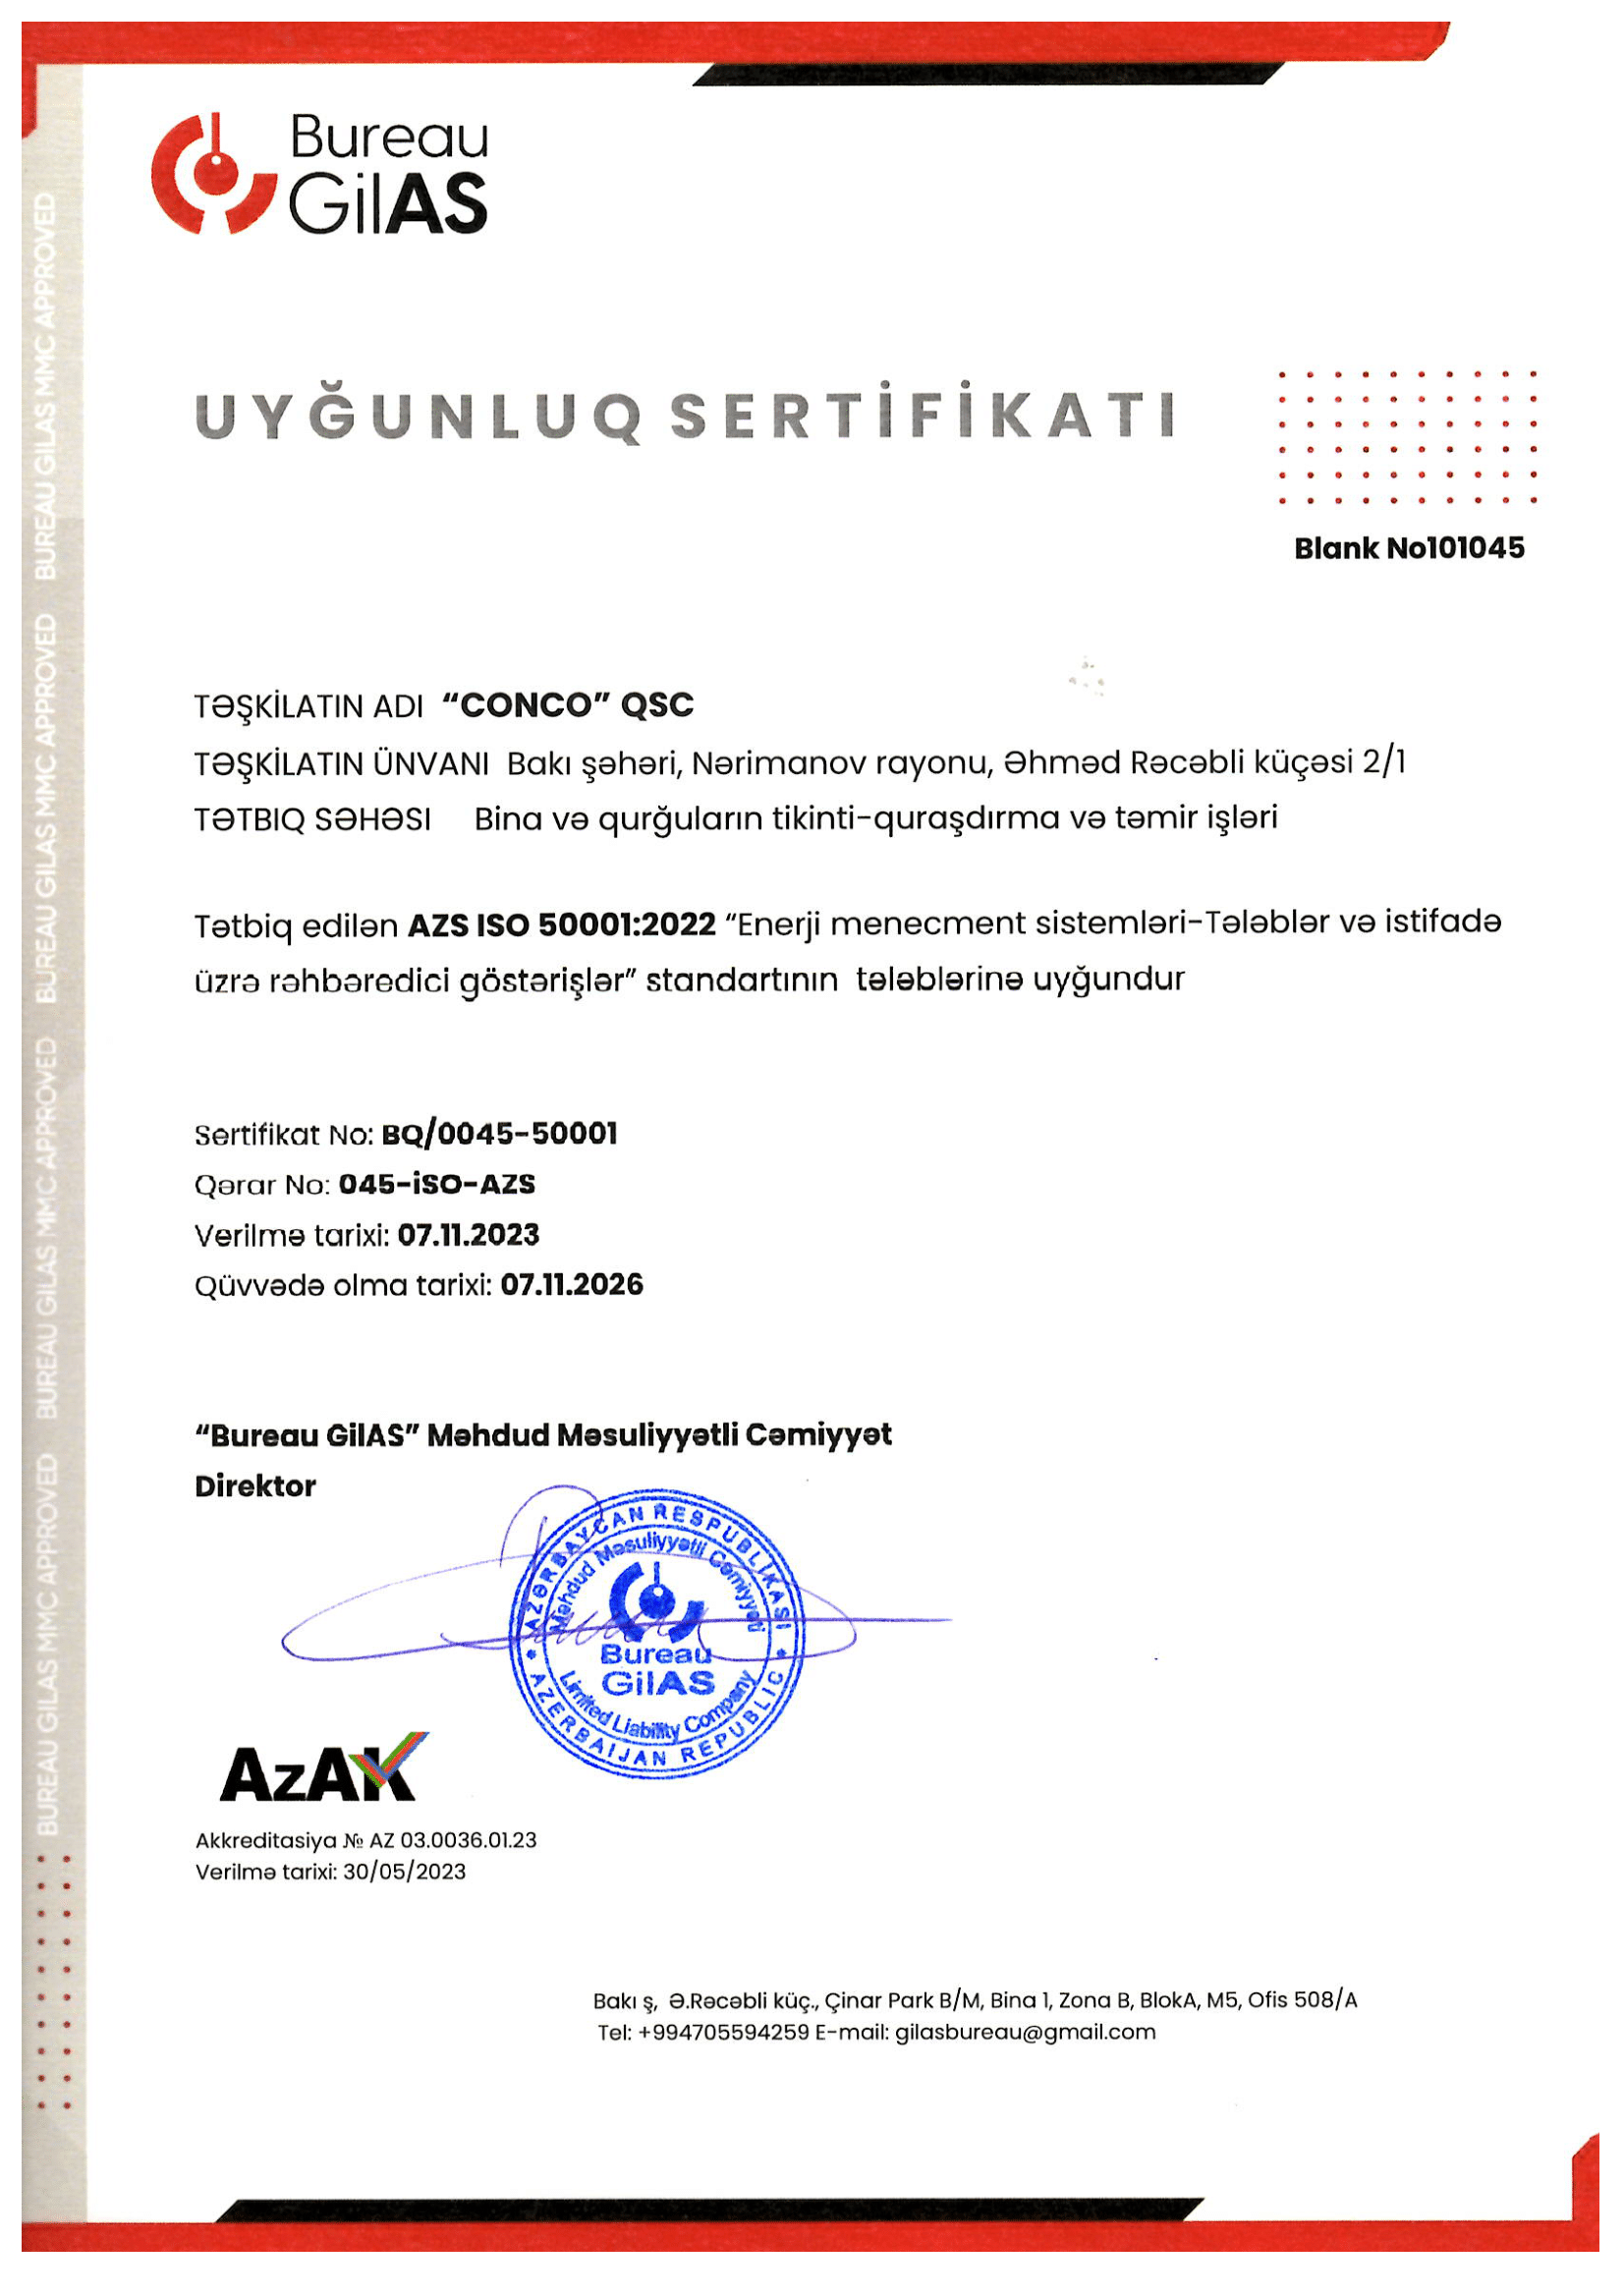 Bureau
GilAS
UYĞUNLUQ SERTİFİKATI
Blank No101045
TƏŞKİLATIN ADI “CONCO” QSC
TƏŞKİLATIN ÜNVANI Bakı şəhəri, Nərimanov rayonu, Əhməd Rəcəbli küçəsi 2/1
TƏTBIQ SƏHƏSI Bina və qurğuların tikinti-quraşdırma və təmir işləri
Tətbiq edilən AZS ISO 50001:2022 “Enerji menecment sistemləri-Tələblər və istifadə
üzrə rəhbəredici göstərişlər” standartının tələblərinə uyğundur
Sertifikat No: BQ/0045-50001
Qərar No: 045-iSO-AZS
Verilmə tarixi: 07.11.2023
Qüvvədə olma tarixi: 07.11.2026
“Bureau GilAS” Məhdud Məsuliyyətli Cəmiyyət
Direktor
AZƏRBAYCAN RESPUBLİKASI
Məhdud Məsuliyyətli Cəmiyyəti
Bureau
GilAS
Limited Liability Company
AZERBAIJAN REPUBLIC
AzAK
Akkreditasiya № AZ 03.0036.01.23
Verilmə tarixi: 30/05/2023
Bakı ş, Ə.Rəcəbli küç., Çinar Park B/M, Bina 1, Zona B, BlokA, M5, Ofis 508/A
Tel: +994705594259 E-mail: gilasbureau@gmail.com
BUREAU GILAS MMC APPROVED BUREAU GILAS MMC APPROVED BUREAU GILAS MMC APPROVED BUREAU GILAS MMC APPROVED